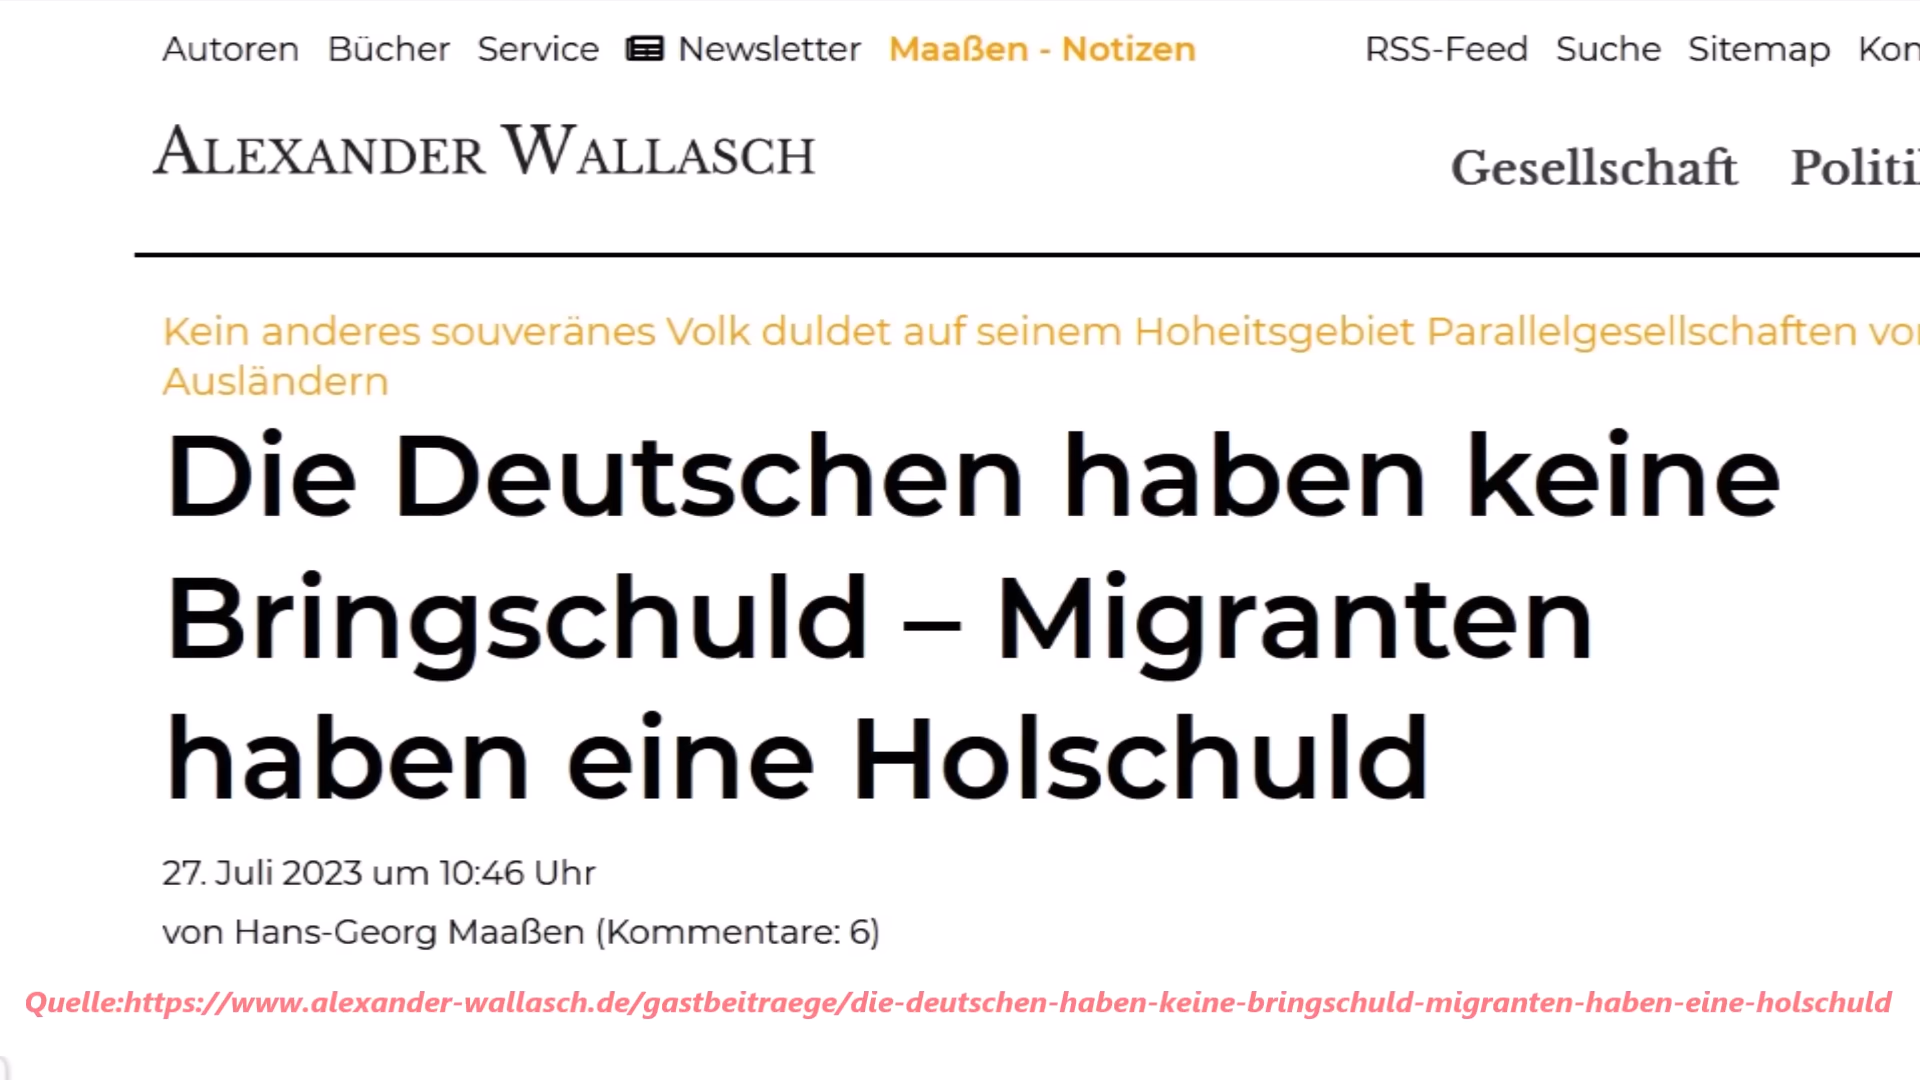 Autoren Bücher Service Newsletter Maaßen - Notizen RSS-Feed Suche Sitemap
ALEXANDER WALLASCH
Gesellschaft
Kein anderes souveränes Volk duldet auf seinem Hoheitsgebiet Parallelgesellschaften
Ausländern
Die Deutschen haben keine
Bringschuld – Migranten
haben eine Holschuld
27. Juli 2023 um 10:46 Uhr
von Hans-Georg Maaßen (Kommentare: 6)
Quelle:https://www.alexander-wallasch.de/gastbeitraege/die-deutschen-haben-keine-bringschuld-migranten-haben-eine-holschuld